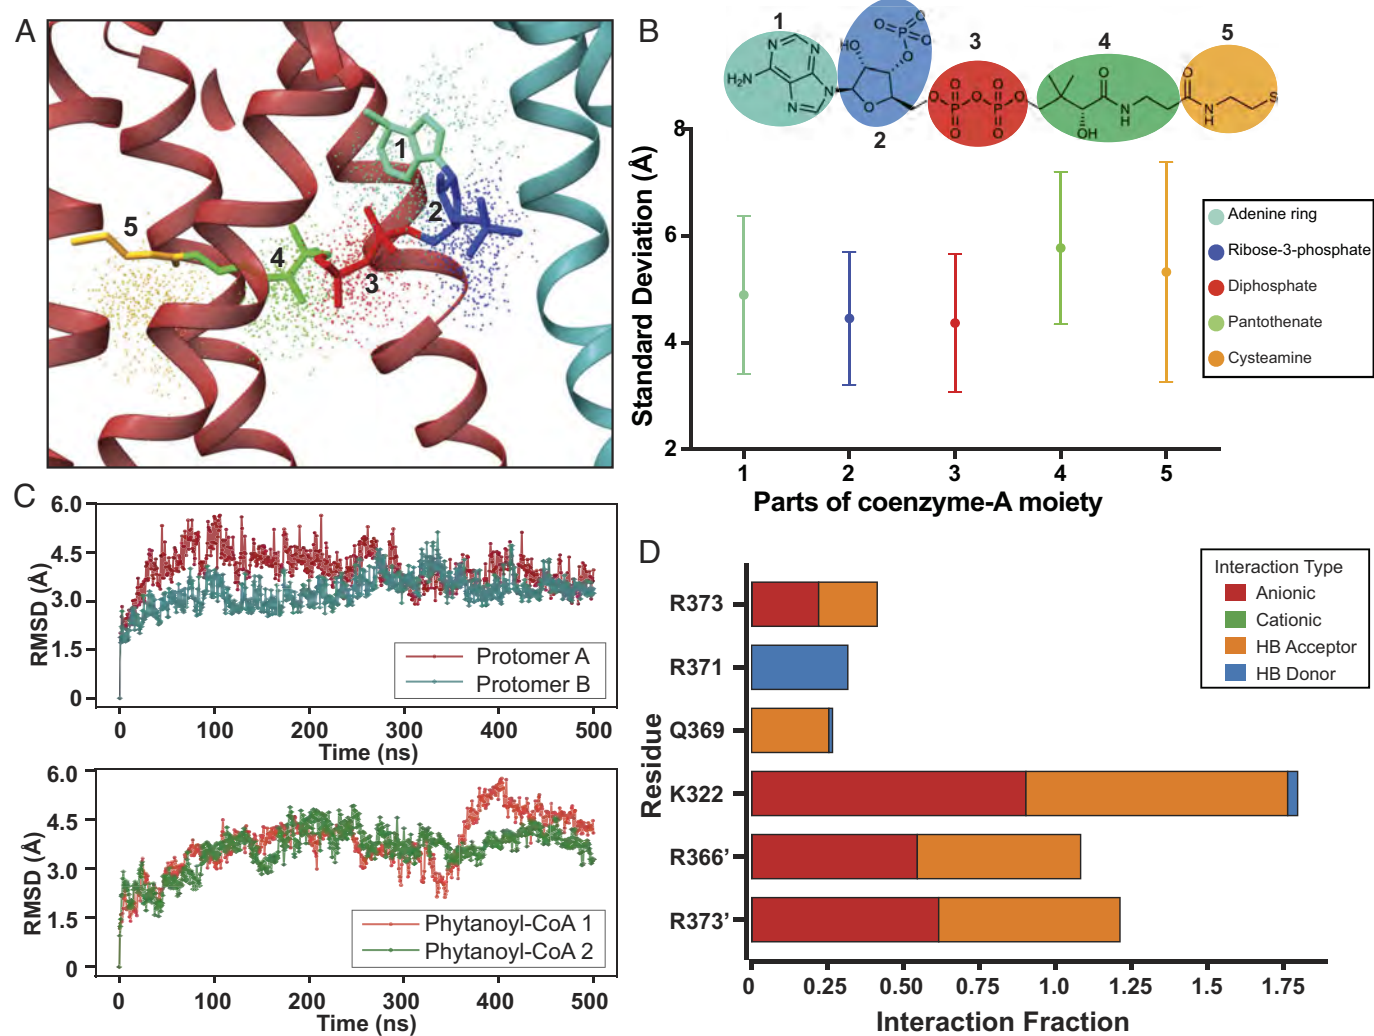 A
1
2
3
4
5
B
1
2
3
4
5
NH
N
N
N
N
H₂N
HO
O
P
O
O
O
O
O
O
P
O
P
O
O
O
O
O
OH
O
N
H
O
N
H
S
8
6
4
2
Standard Deviation (Å)
1 2 3 4 5
Parts of coenzyme-A moiety
Adenine ring
Ribose-3-phosphate
Diphosphate
Pantothenate
Cysteamine
C
6.0
4.5
3.0
1.5
0
RMSD (Å)
Protomer A
Protomer B
0 100 200 300 400 500
Time (ns)
6.0
4.5
3.0
1.5
0
RMSD (Å)
Phytanoyl-CoA 1
Phytanoyl-CoA 2
0 100 200 300 400 500
Time (ns)
D
Interaction Type
Anionic
Cationic
HB Acceptor
HB Donor
Residue
R373
R371
Q369
K322
R366'
R373'
0 0.25 0.50 0.75 1.0 1.25 1.5 1.75
Interaction Fraction